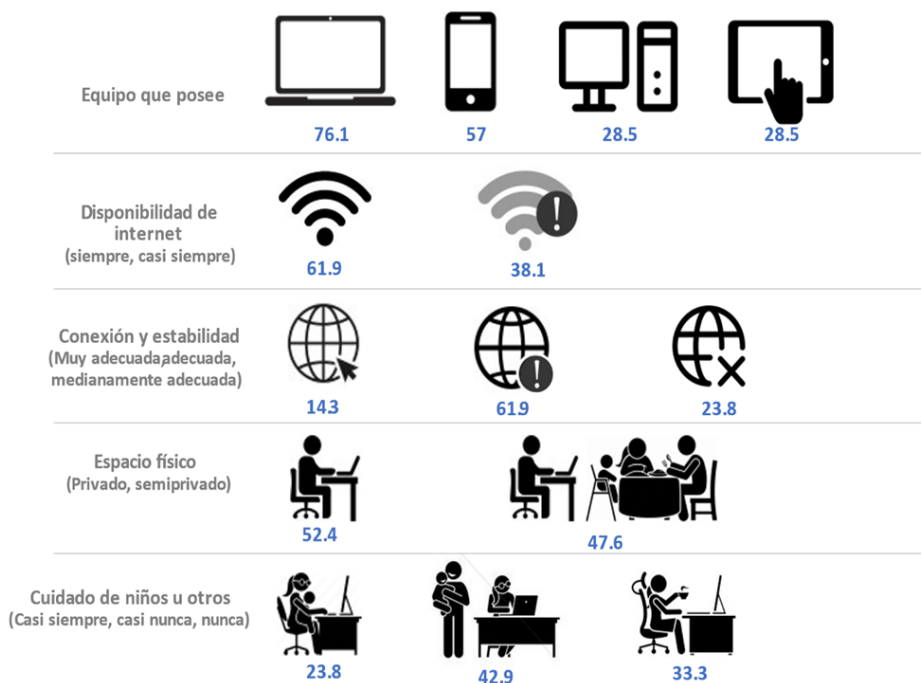 Equipo que posee
76.1 57 28.5 28.5
Disponibilidad de
internet
(siempre, casi siempre)
61.9 38.1
Conexión y estabilidad
(Muy adecuada,adecuada,
medianamente adecuada)
14.3 61.9 23.8
Espacio físico
(Privado, semiprivado)
52.4 47.6
Cuidado de niños u otros
(Casi siempre, casi nunca, nunca)
23.8 42.9 33.3